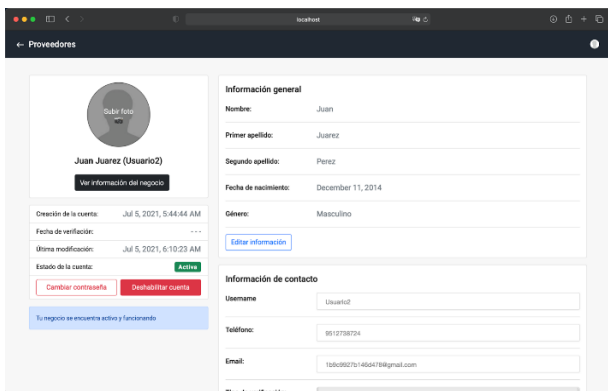 localhost
← Proveedores
Subir foto
Juan Juarez (Usuario2)
Ver información del negocio
Creación de la cuenta: Jul 5, 2021, 5:44:44 AM
Fecha de verifiación: ---
Última modificación: Jul 5, 2021, 6:10:23 AM
Estado de la cuenta: Activa
Cambiar contraseña Deshabilitar cuenta
Tu negocio se encuentra activo y funcionando
Información general
Nombre: Juan
Primer apellido: Juarez
Segundo apellido: Perez
Fecha de nacimiento: December 11, 2014
Género: Masculino
Editar información
Información de contacto
Username Usuario2
Teléfono: 9512738724
Email: